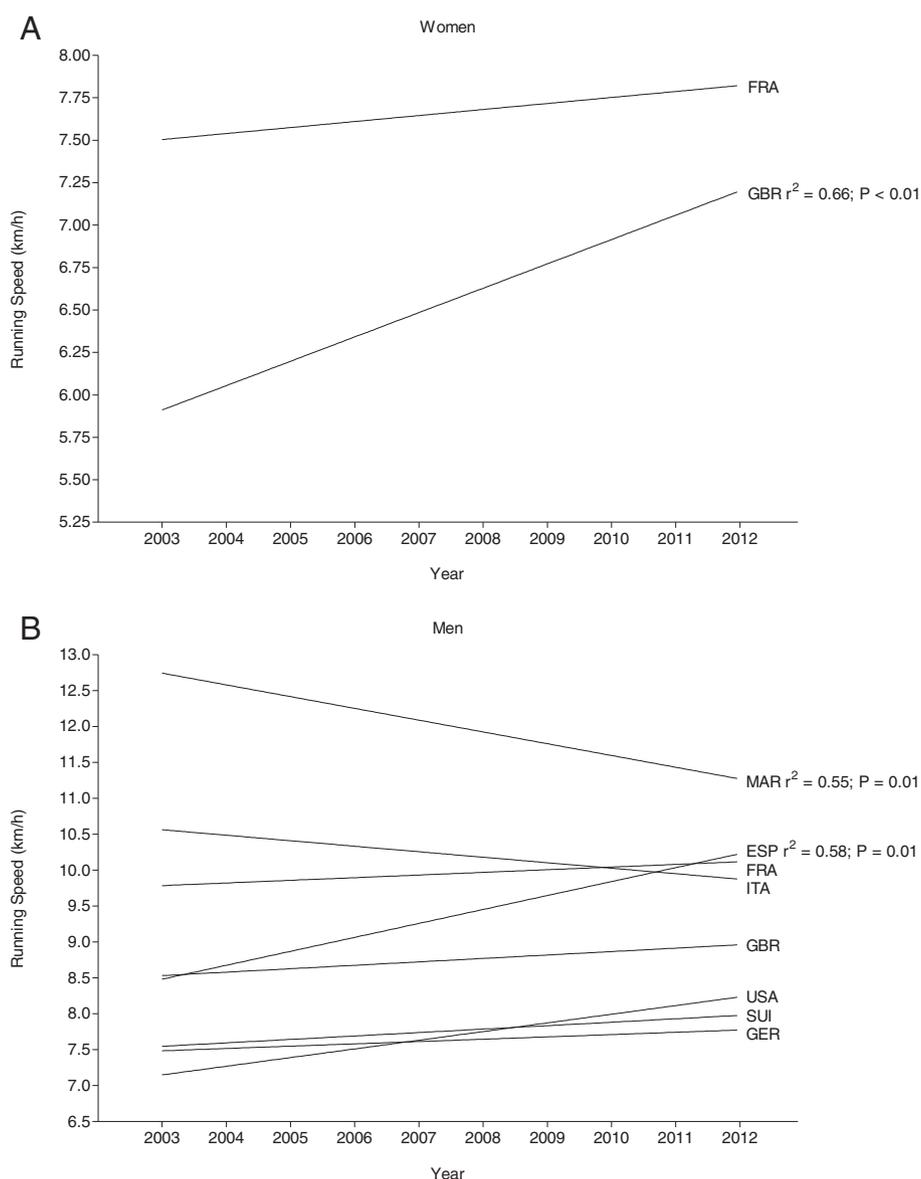 A
Women
8.00
7.75
7.50
7.25
7.00
6.75
6.50
6.25
6.00
5.75
5.50
5.25
Running Speed (km/h)
FRA
GBR r² = 0.66; P < 0.01
2003 2004 2005 2006 2007 2008 2009 2010 2011 2012
Year
B
Men
13.0
12.5
12.0
11.5
11.0
10.5
10.0
9.5
9.0
8.5
8.0
7.5
7.0
6.5
Running Speed (km/h)
MAR r² = 0.55; P = 0.01
ESP r² = 0.58; P = 0.01
FRA
ITA
GBR
USA
SUI
GER
2003 2004 2005 2006 2007 2008 2009 2010 2011 2012
Year